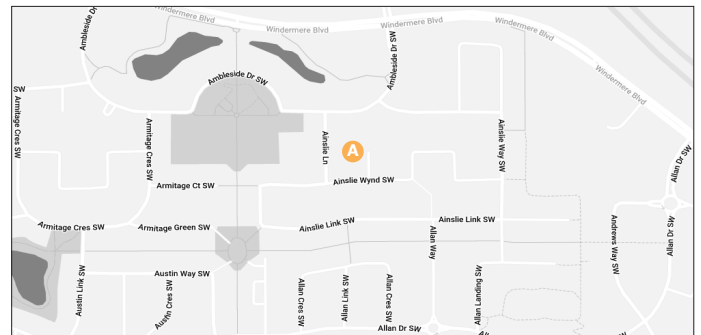 Windermere Blvd
Windermere Blvd
Windermere Blvd
Windermere Blvd
Ambleside Dr
Ambleside Dr SW
Ambleside Dr SW
SW
Armitage Cres SW
Armitage Cres SW
Ainslie Ln
A
Ainslie Way SW
Allan Dr SW
Armitage Ct SW
Ainslie Wynd SW
Armitage Cres SW
Armitage Green SW
Ainslie Link SW
Ainslie Link SW
Allan Way
Andrews Way SW
Allan Dr SW
Austin Link SW
Austin Way SW
Austin Cres SW
Allan Cres SW
Allan Link SW
Allan Cres SW
Allan Landing SW
Allan Dr SW